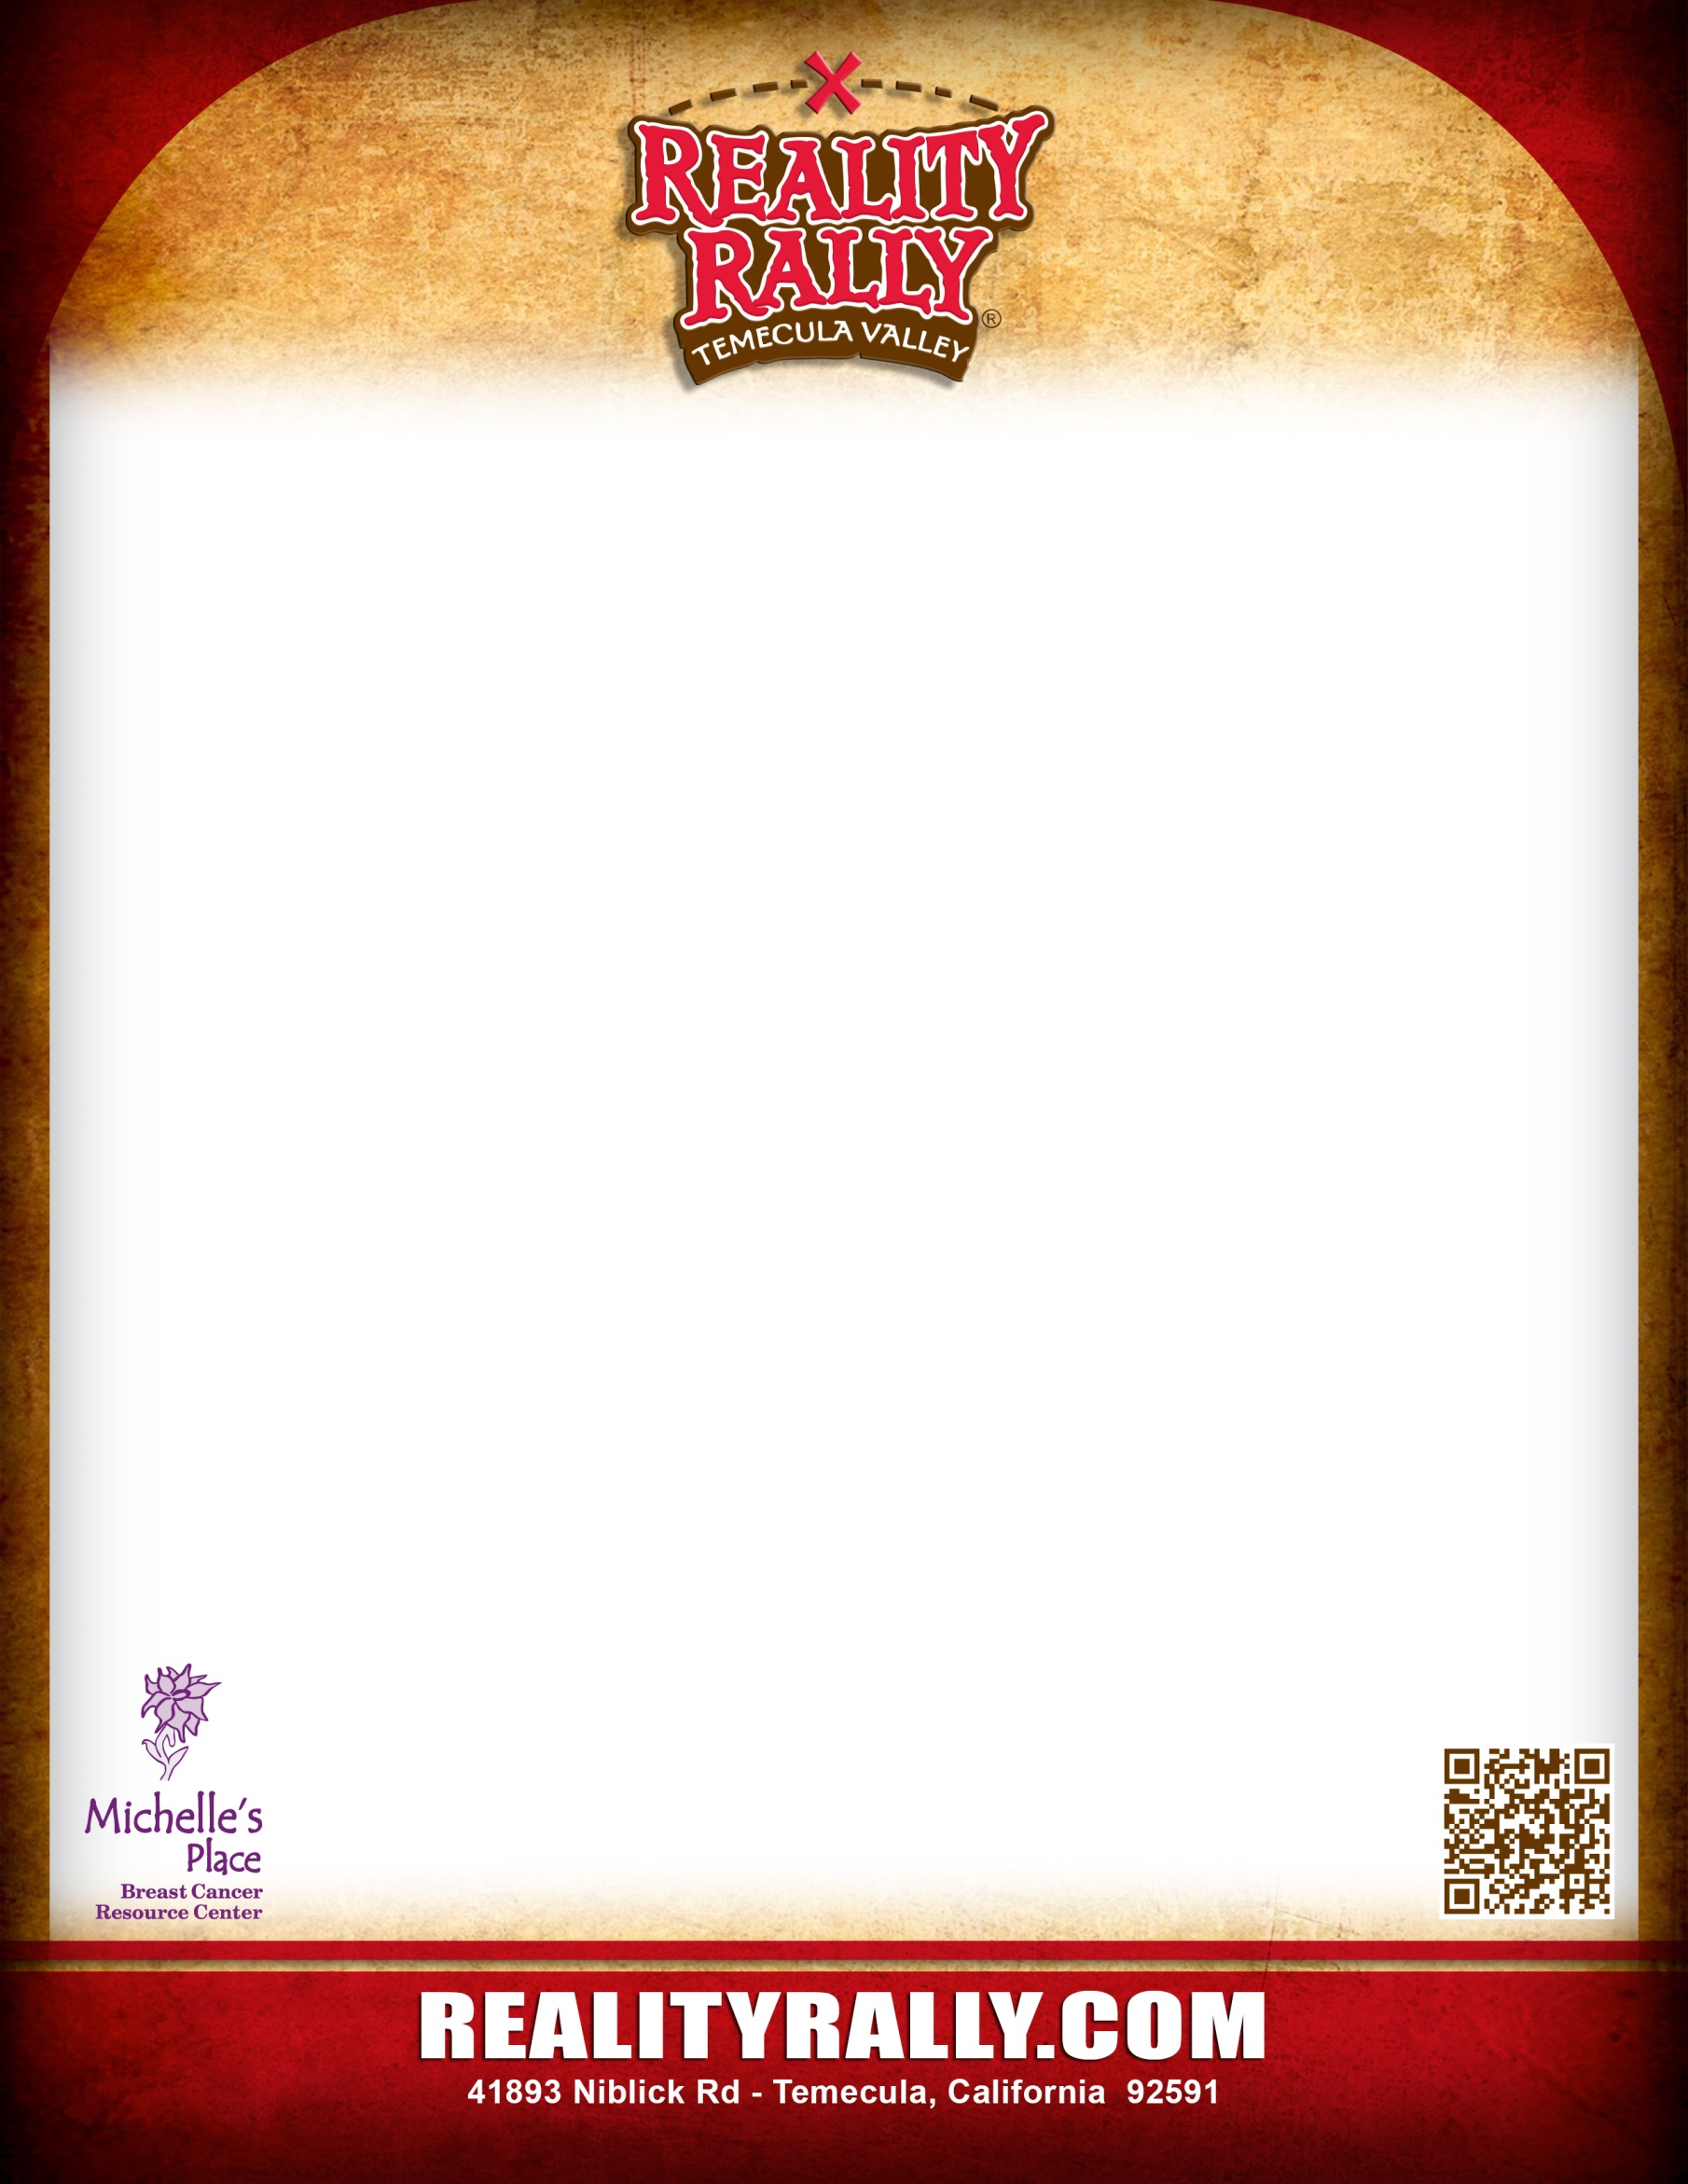 REALITY
RALLY
TEMECULA VALLEY®
Michelle's
Place
Breast Cancer
Resource Center
REALITYRALLY.COM
41893 Niblick Rd - Temecula, California 92591